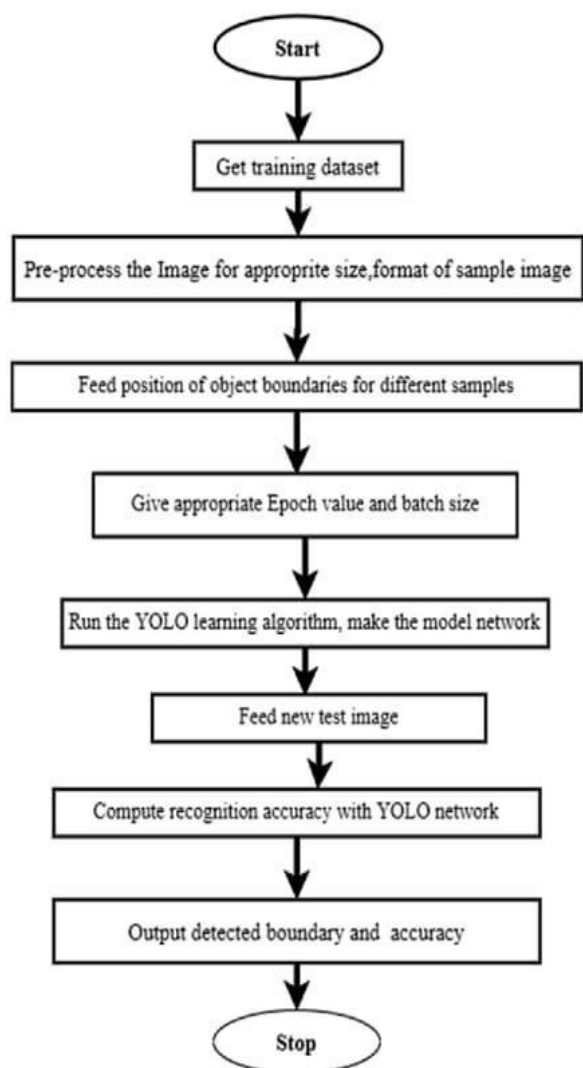 Start
Get training dataset
Pre-process the Image for approprite size,format of sample image
Feed position of object boundaries for different samples
Give appropriate Epoch value and batch size
Run the YOLO learning algorithm, make the model network
Feed new test image
Compute recognition accuracy with YOLO network
Output detected boundary and accuracy
Stop